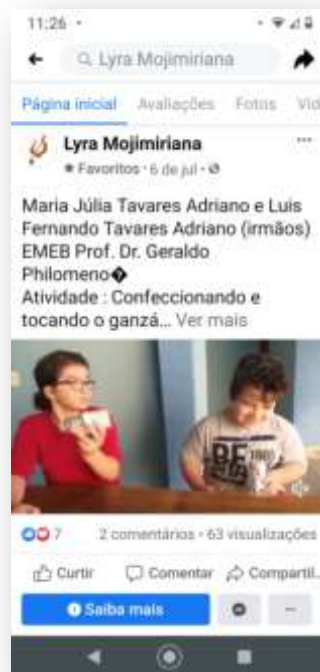 11:26
Lyra Mojimiriana
Página inicial Avaliações Fotos Víd
Lyra Mojimiriana
Favoritos · 6 de jul ·
Maria Júlia Tavares Adriano e Luis
Fernando Tavares Adriano (irmãos)
EMEB Prof. Dr. Geraldo
Philomeno�
Atividade : Confeccionando e
tocando o ganzá... Ver mais
7 2 comentários · 63 visualizações
Curtir Comentar Compartil...
Saiba mais